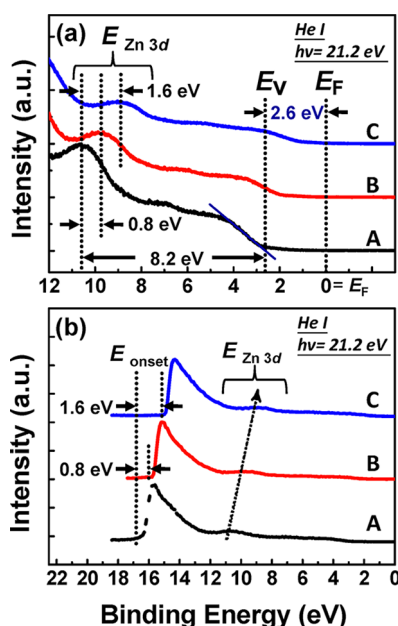 (a)
E Zn 3d
He I
hν= 21.2 eV
1.6 eV
EV
EF
2.6 eV
C
B
A
0.8 eV
8.2 eV
Intensity (a.u.)
12 10 8 6 4 2 0= EF
(b)
He I
hν= 21.2 eV
E onset
E Zn 3d
1.6 eV
0.8 eV
C
B
A
Intensity (a.u.)
22 20 18 16 14 12 10 8 6 4 2 0
Binding Energy (eV)